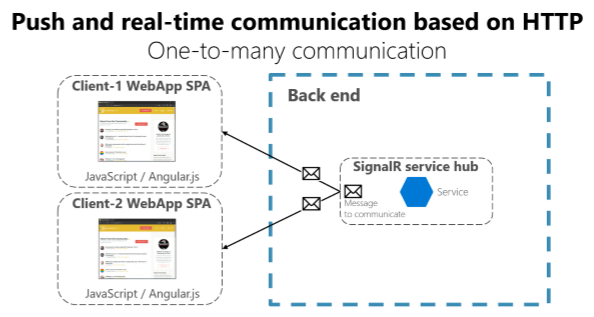 Push and real-time communication based on HTTP
One-to-many communication
Client-1 WebApp SPA
JavaScript / Angular.js
Client-2 WebApp SPA
JavaScript / Angular.js
Back end
SignalR service hub
Service
Message
to communicate